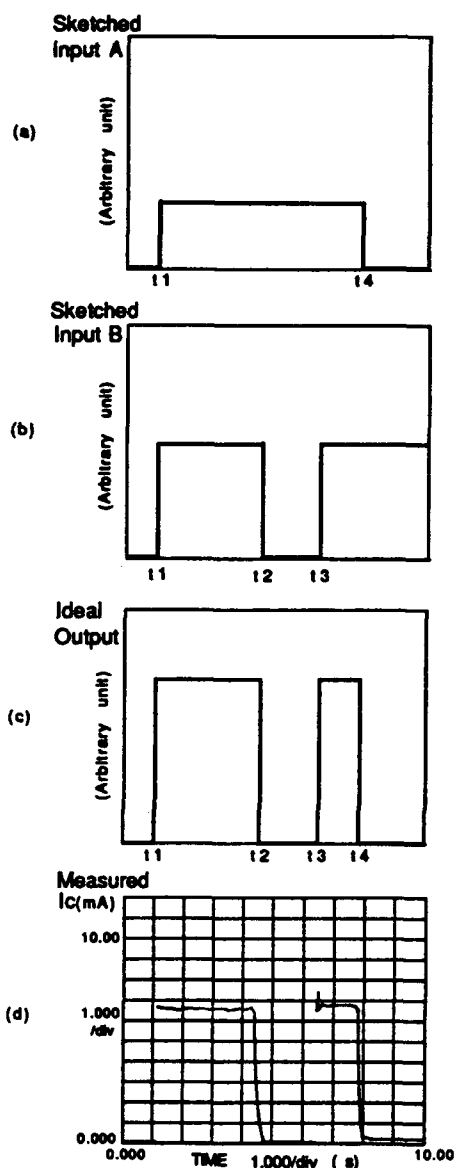 Sketched
Input A
(a)
(Arbitrary unit)
t1 t4
Sketched
Input B
(b)
(Arbitrary unit)
t1 t2 t3
Ideal
Output
(c)
(Arbitrary unit)
t1 t2 t3 t4
Measured
Ic(mA)
10.00
(d)
1.000
/div
0.000
0.000 TIME 1.000/div (s) 10.00